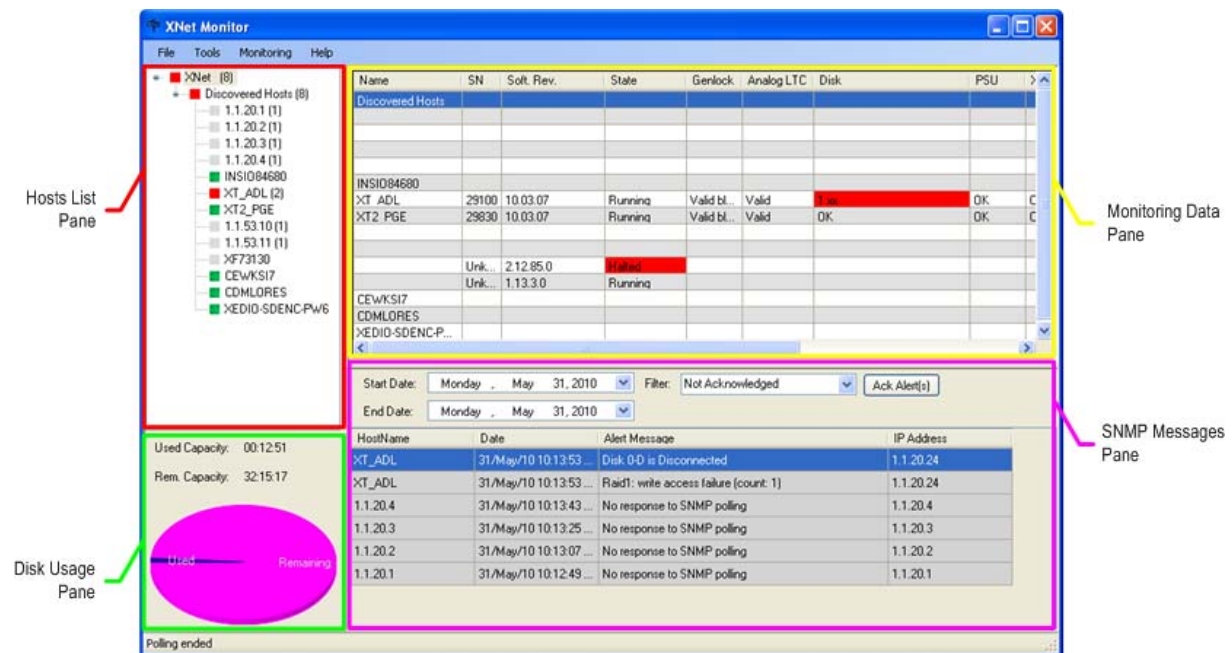 XNet Monitor
File Tools Monitoring Help
Hosts List
Pane
XNet (8)
Discovered Hosts (8)
1.1.20.1 (1)
1.1.20.2 (1)
1.1.20.3 (1)
1.1.20.4 (1)
INSIO84680
XT_ADL (2)
XT2_PGE
1.1.53.10 (1)
1.1.53.11 (1)
XF73130
CEWKSI7
CDMLORES
XEDIO-SDENC-PW6
Name SN Soft. Rev. State Genlock Analog LTC Disk PSU
Discovered Hosts
INSIO84680
XT_ADL 29100 10.03.07 Running Valid bl... Valid OK
XT2_PGE 29830 10.03.07 Running Valid bl... Valid OK OK
Unk... 2.12.85.0 Halted
Unk... 1.13.3.0 Running
CEWKSI7
CDMLORES
XEDIO-SDENC-P...
Monitoring Data
Pane
Start Date: Monday , May 31, 2010 Filter: Not Acknowledged Ack Alert(s)
End Date: Monday , May 31, 2010
HostName Date Alert Message IP Address
XT_ADL 31/May/10 10:13:53 ... Disk 0-D is Disconnected 1.1.20.24
XT_ADL 31/May/10 10:13:53 ... Raid1: write access failure (count: 1) 1.1.20.24
1.1.20.4 31/May/10 10:13:43 ... No response to SNMP polling 1.1.20.4
1.1.20.3 31/May/10 10:13:25 ... No response to SNMP polling 1.1.20.3
1.1.20.2 31/May/10 10:13:07 ... No response to SNMP polling 1.1.20.2
1.1.20.1 31/May/10 10:12:49 ... No response to SNMP polling 1.1.20.1
SNMP Messages
Pane
Used Capacity: 00:12:51
Rem. Capacity: 32:15:17
Used Remaining
Disk Usage
Pane
Polling ended